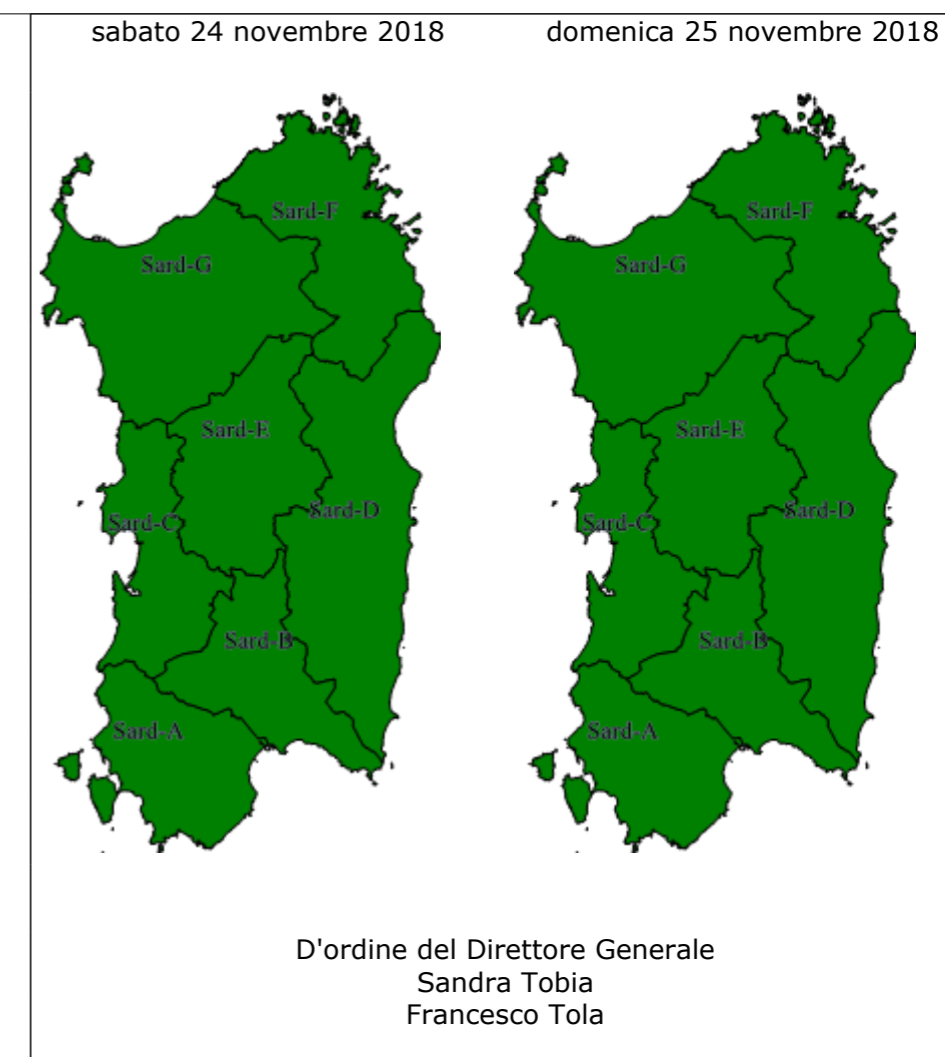 sabato 24 novembre 2018
domenica 25 novembre 2018
Sard-F
Sard-G
Sard-E
Sard-D
Sard-C
Sard-B
Sard-A
Sard-F
Sard-G
Sard-E
Sard-D
Sard-C
Sard-B
Sard-A
D'ordine del Direttore Generale
Sandra Tobia
Francesco Tola